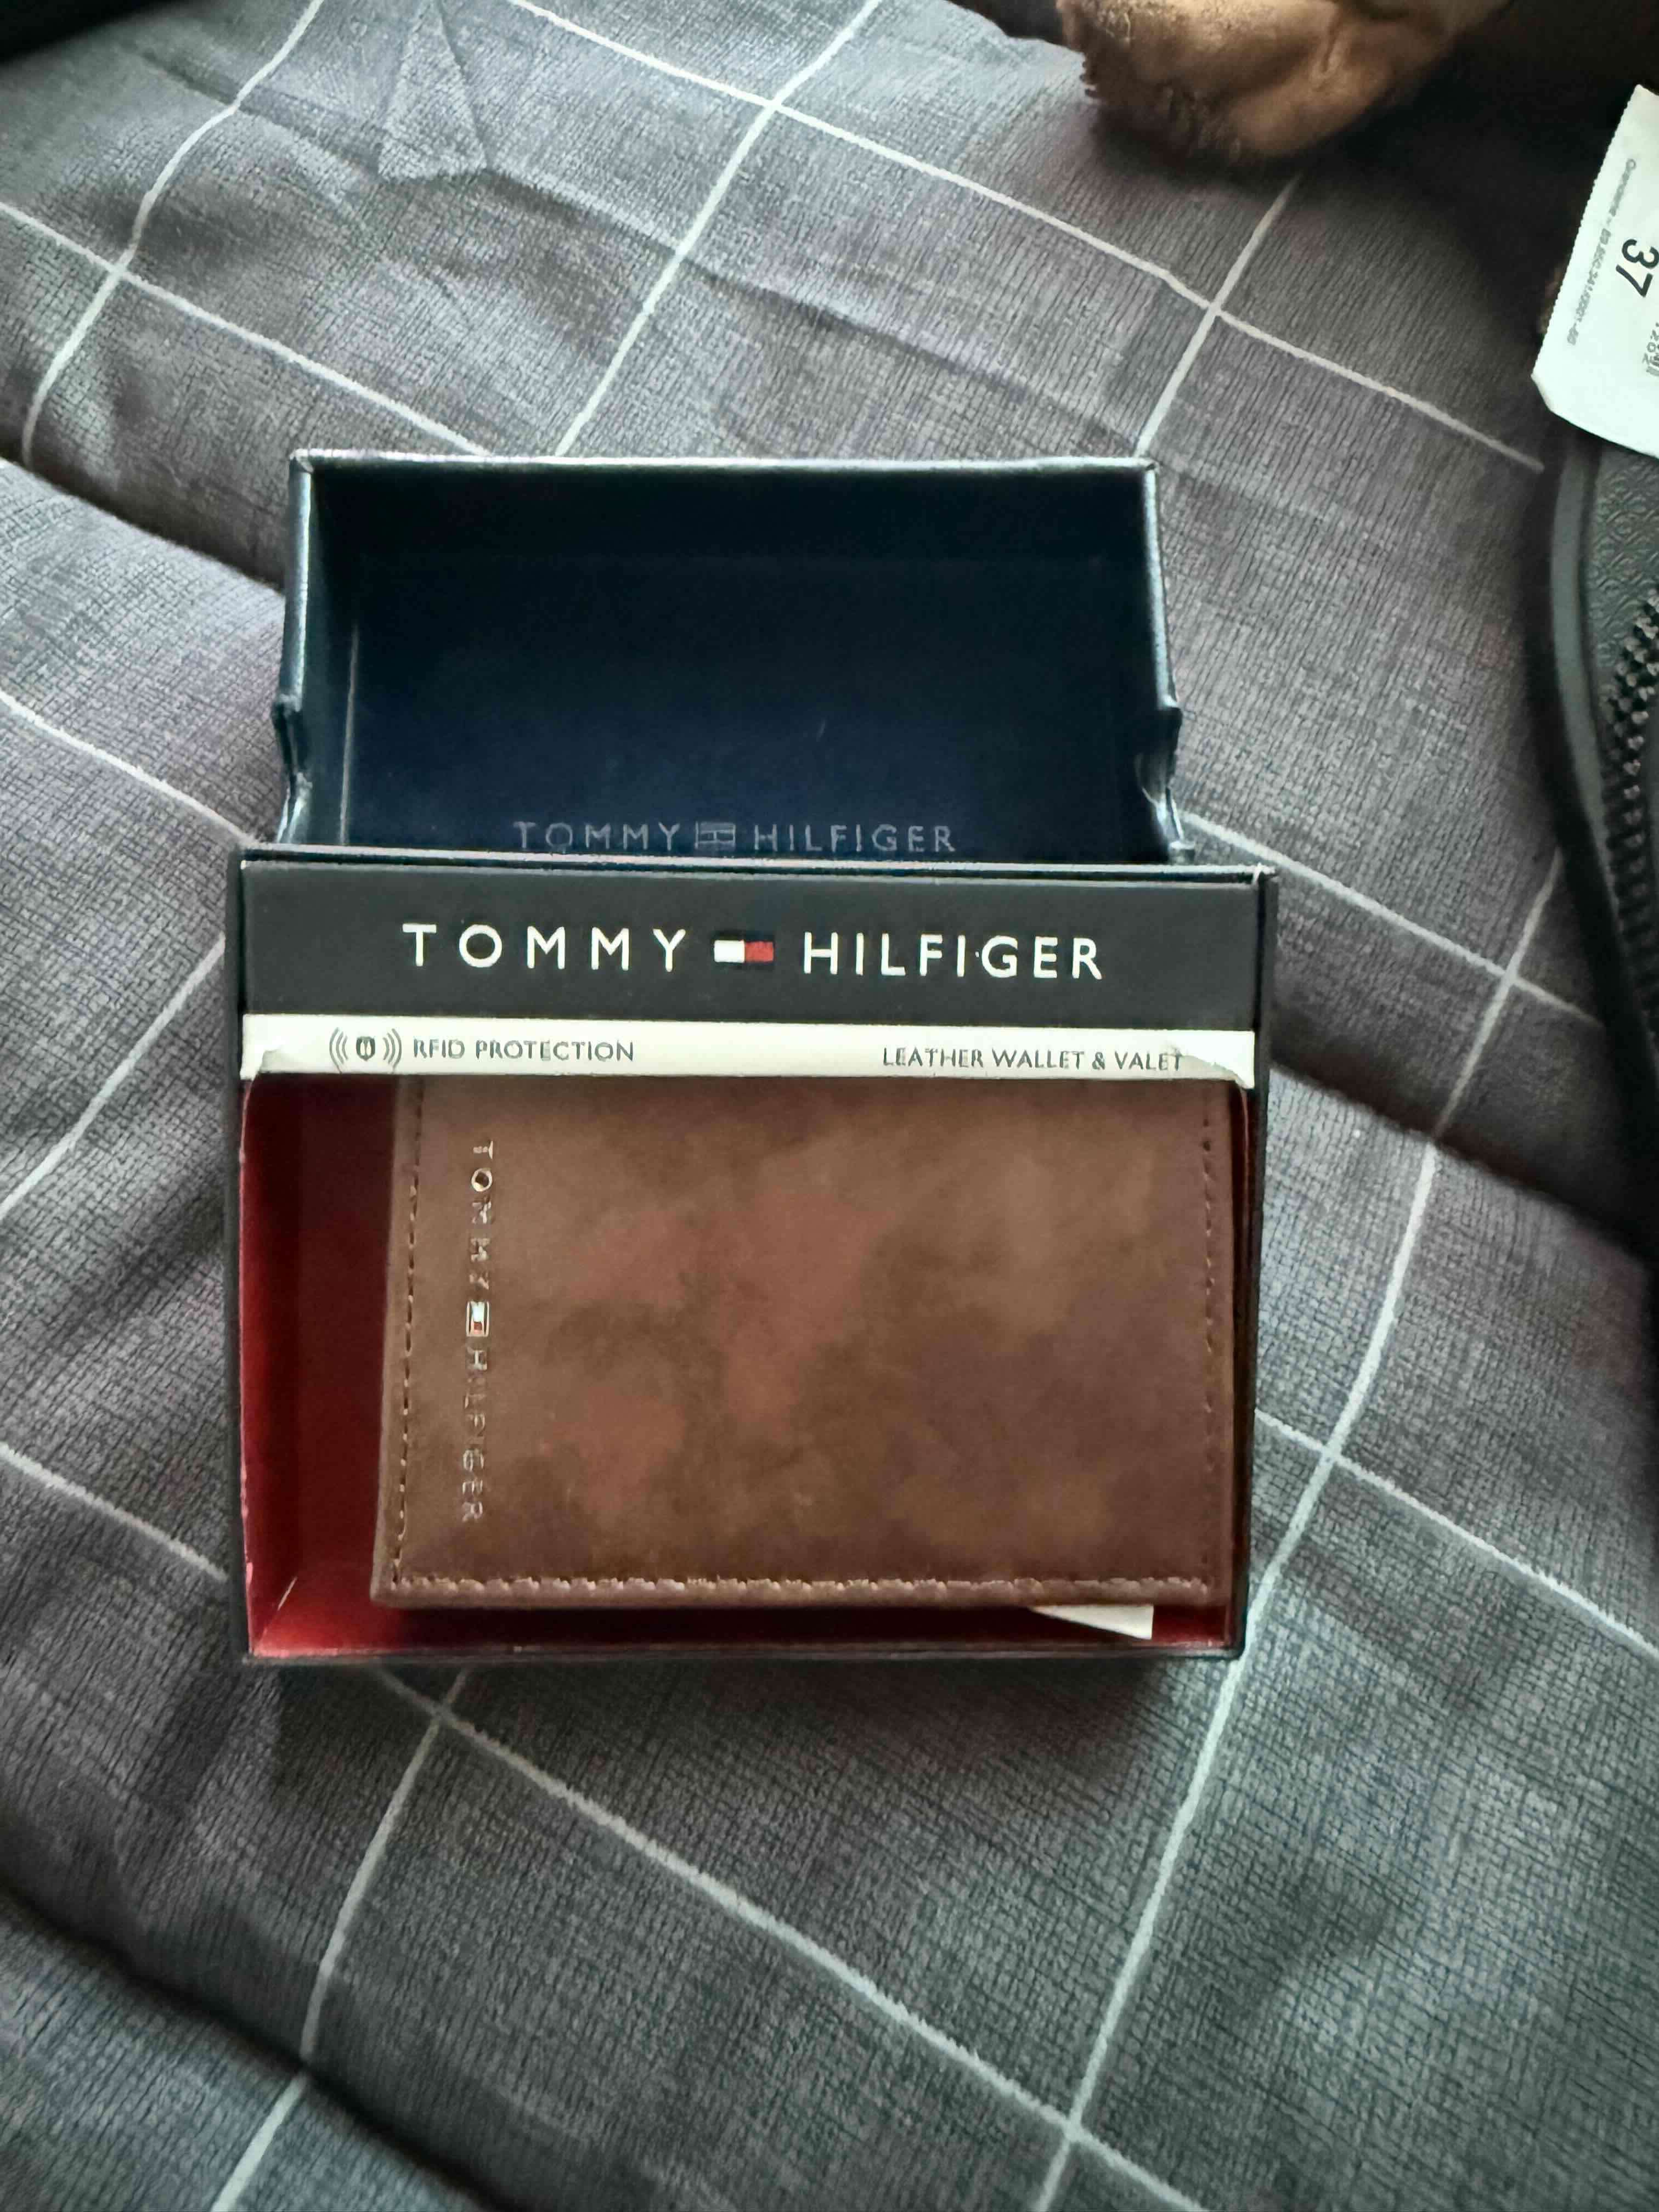 37
TOMMY HILFIGER
TOMMY HILFIGER
RFID PROTECTION
LEATHER WALLET & VALET
TOMMY HILFIGER